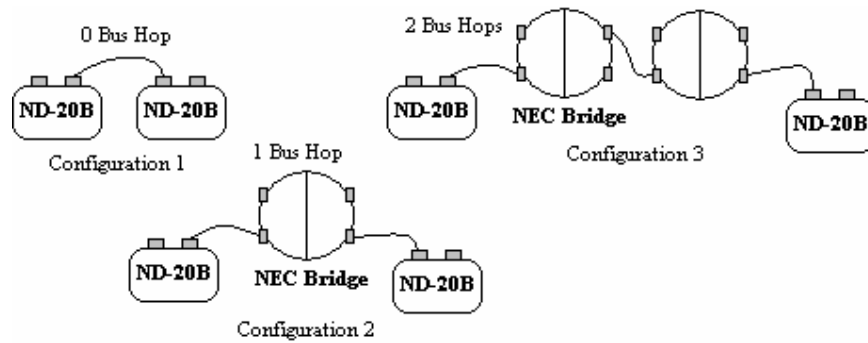 0 Bus Hop
ND-20B
ND-20B
Configuration 1
2 Bus Hops
ND-20B
NEC Bridge
ND-20B
Configuration 3
1 Bus Hop
ND-20B
NEC Bridge
ND-20B
Configuration 2